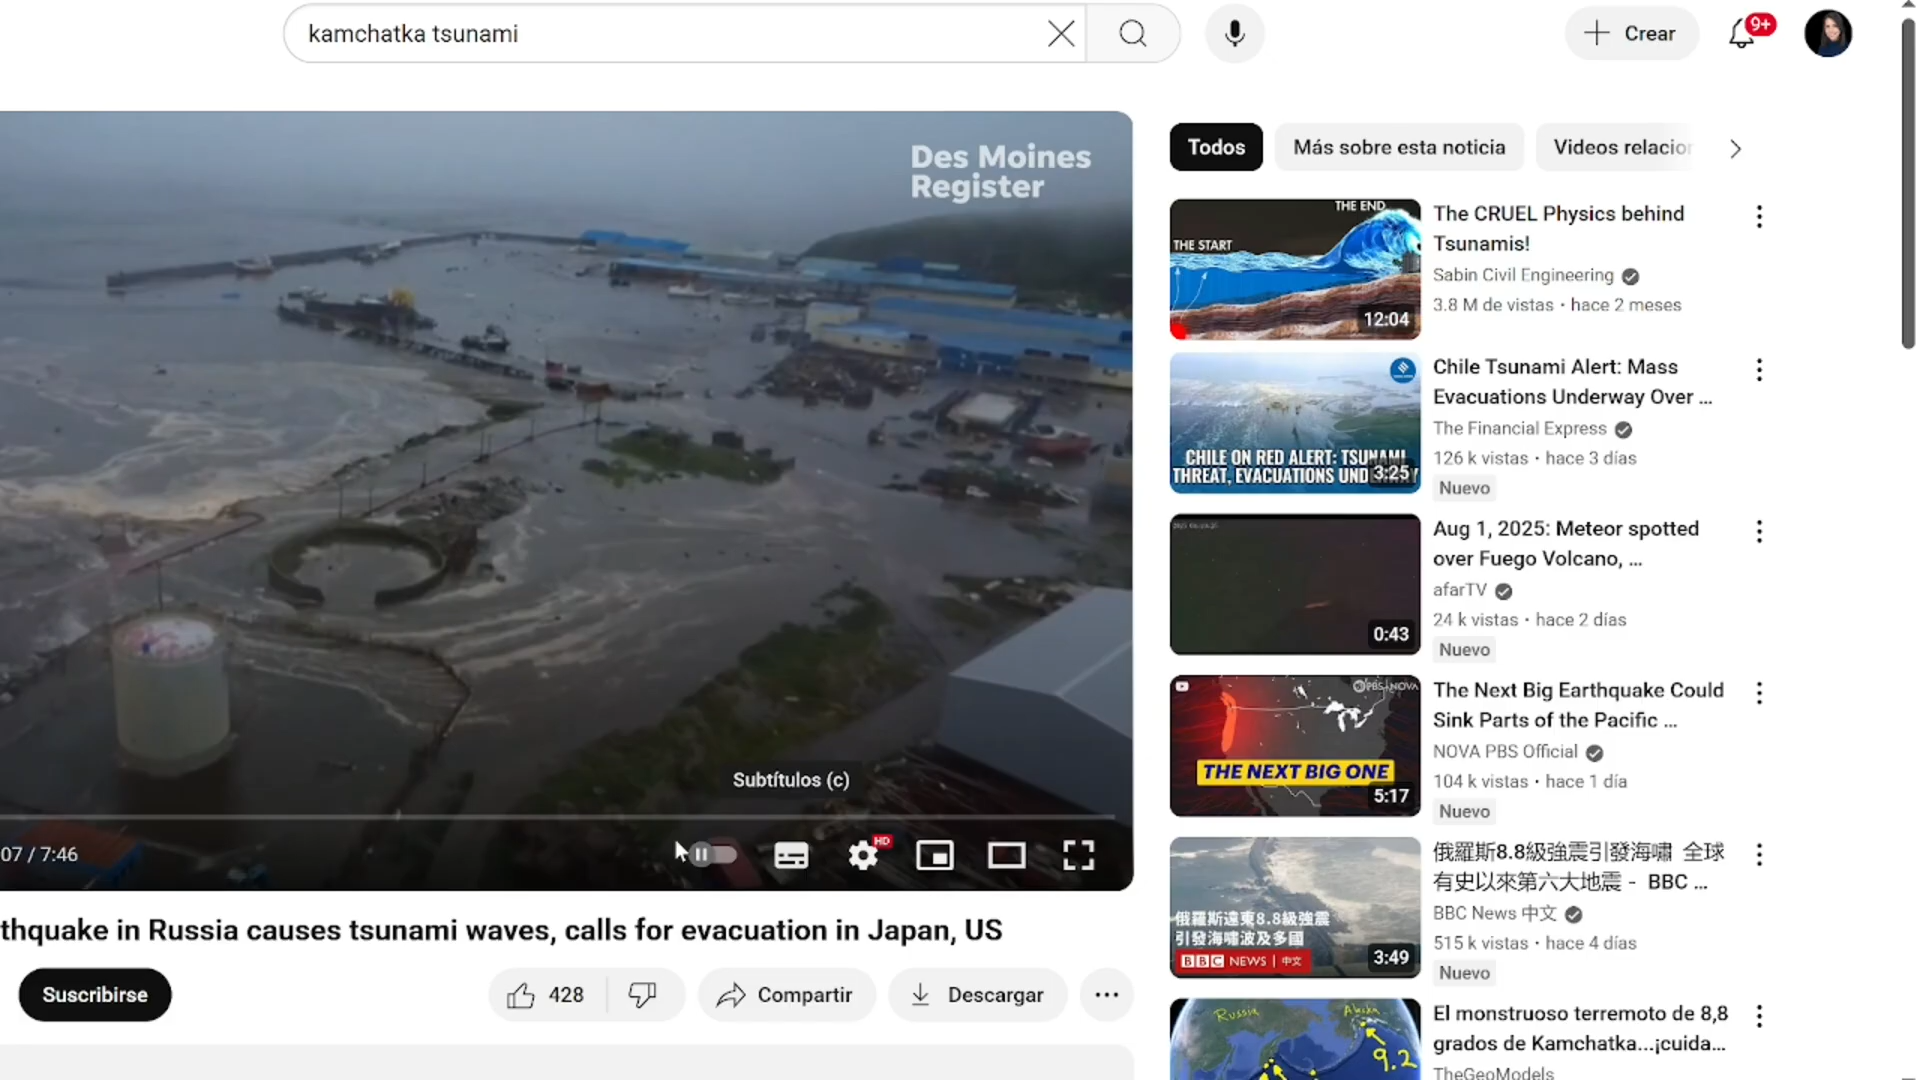 kamchatka tsunami
Crear
9+
Des Moines
Register
Subtítulos (c)
07 / 7:46
HD
thquake in Russia causes tsunami waves, calls for evacuation in Japan, US
Suscribirse
428
Compartir
Descargar
Todos
Más sobre esta noticia
Videos relacion
THE START
THE END
12:04
The CRUEL Physics behind
Tsunamis!
Sabin Civil Engineering
3.8 M de vistas • hace 2 meses
CHILE ON RED ALERT: TSUNAMI
THREAT, EVACUATIONS UND
3:25
Chile Tsunami Alert: Mass
Evacuations Underway Over ...
The Financial Express
126 k vistas • hace 3 días
Nuevo
0:43
Aug 1, 2025: Meteor spotted
over Fuego Volcano, ...
afarTV
24 k vistas • hace 2 días
Nuevo
PBS NOVA
THE NEXT BIG ONE
5:17
The Next Big Earthquake Could
Sink Parts of the Pacific ...
NOVA PBS Official
104 k vistas • hace 1 día
Nuevo
俄羅斯遠東8.8級強震
引發海嘯波及多國
BBC NEWS | 中文
3:49
俄羅斯8.8級強震引發海嘯 全球
有史以來第六大地震 - BBC ...
BBC News 中文
515 k vistas • hace 4 días
Nuevo
Russia
Alaska
9.2
El monstruoso terremoto de 8,8
grados de Kamchatka...¡cuida...
TheGeoModels